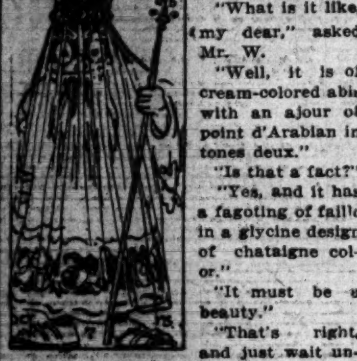 "What is it like,
my dear," asked
Mr. W.
"Well, it is of
cream-colored abir
with an ajour of
point d'Arabian in
tones deux."
"Is that a fact?"
"Yes, and it has
a fagoting of faille
in a glycine design
of chataigne col-
or."
"It must be a
beauty."
"That's right,
and just wait un-